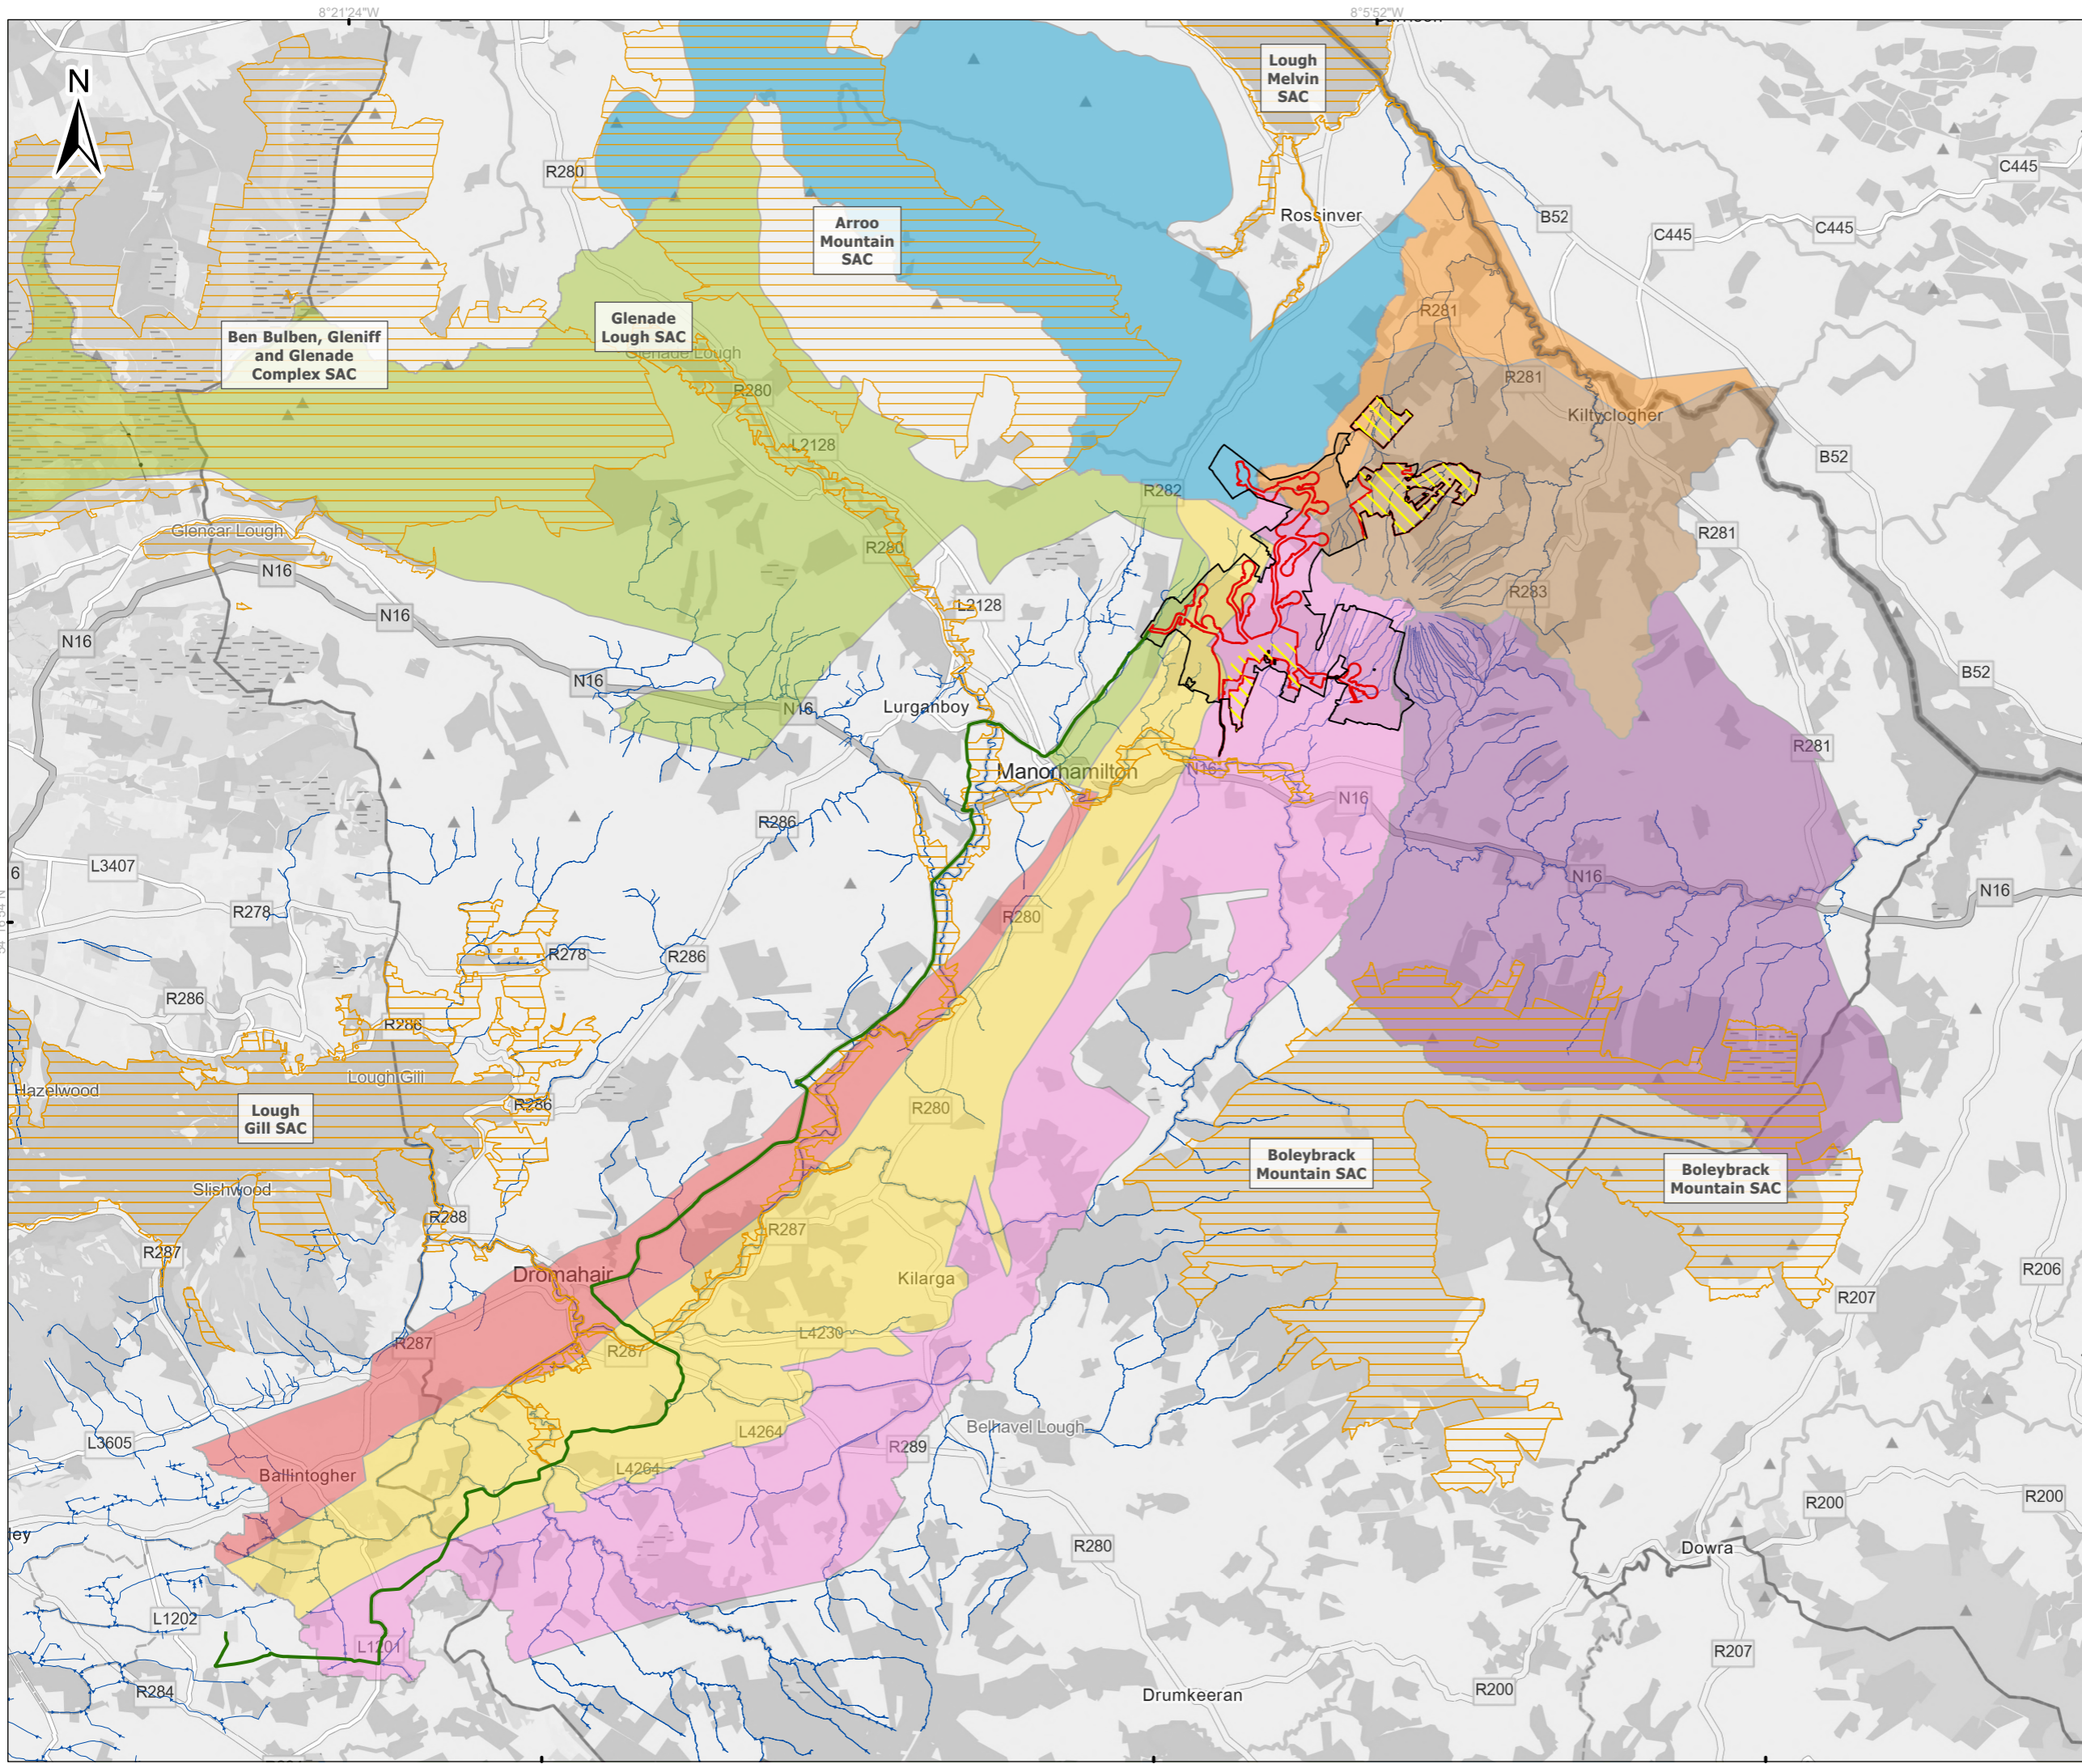 8°21'24"W
8°5'52"W
N
Lough
Melvin
SAC
R280
C445
Rossinver
B52
C445
C445
Arroo
Mountain
SAC
R281
Glenade
Lough SAC
Glenade Lough
Ben Bulben, Gleniff
and Glenade
Complex SAC
R280
R281
Kiltyclogher
L2128
B52
R282
Glencar Lough
R280
R281
N16
N16
L2128
R283
N16
B52
N16
Lurganboy
N16
R281
Manorhamilton
N16
N16
R286
L3407
6
N16
N16
R278
R280
R278
R286
R286
R286
Lough Gill
Hazelwood
R286
Lough
Gill SAC
R280
Boleybrack
Mountain SAC
Boleybrack
Mountain SAC
Slishwood
R288
R287
R287
R206
Dromahair
Kilarga
R207
R287
L4230
R287
L4264
Belhavel Lough
L3605
R289
L4264
Ballintogher
R200
R200
ley
R280
Dowra
L1202
L1201
R207
R284
Drumkeeran
R200